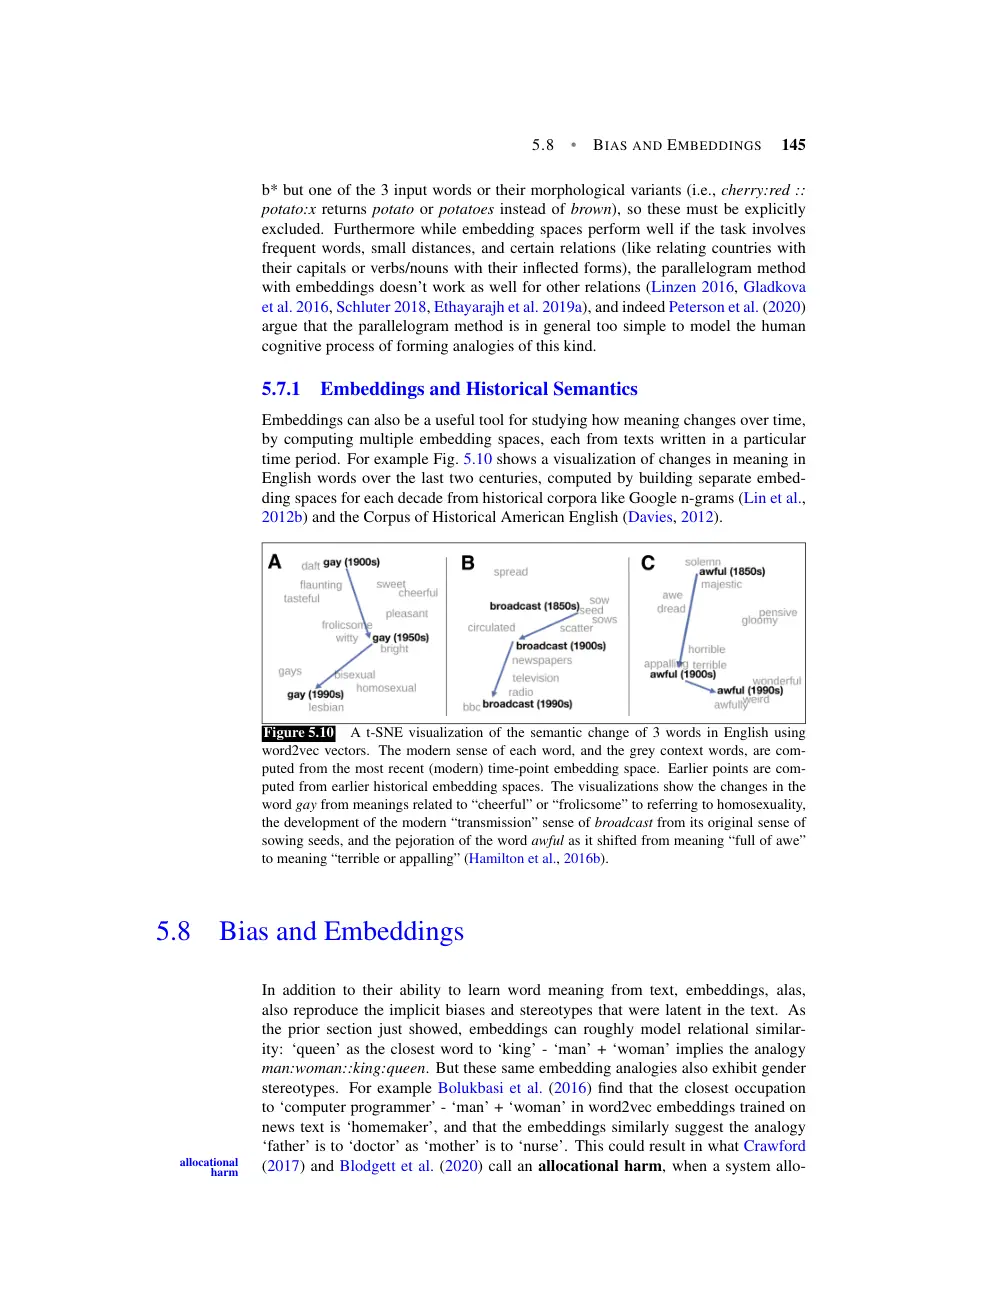 5.8 • BIAS AND EMBEDDINGS 145
b* but one of the 3 input words or their morphological variants (i.e., cherry:red ::
potato:x returns potato or potatoes instead of brown), so these must be explicitly
excluded. Furthermore while embedding spaces perform well if the task involves
frequent words, small distances, and certain relations (like relating countries with
their capitals or verbs/nouns with their inflected forms), the parallelogram method
with embeddings doesn't work as well for other relations (Linzen 2016, Gladkova
et al. 2016, Schluter 2018, Ethayarajh et al. 2019a), and indeed Peterson et al. (2020)
argue that the parallelogram method is in general too simple to model the human
cognitive process of forming analogies of this kind.
5.7.1 Embeddings and Historical Semantics
Embeddings can also be a useful tool for studying how meaning changes over time,
by computing multiple embedding spaces, each from texts written in a particular
time period. For example Fig. 5.10 shows a visualization of changes in meaning in
English words over the last two centuries, computed by building separate embed-
ding spaces for each decade from historical corpora like Google n-grams (Lin et al.,
2012b) and the Corpus of Historical American English (Davies, 2012).
A
daft gay (1900s)
flaunting sweet
tasteful cheerful
pleasant
frolicsome
witty gay (1950s)
bright
gays bisexual
homosexual
gay (1990s)
lesbian
B
spread
broadcast (1850s) sow
seed
sows
circulated scatter
broadcast (1900s)
newspapers
television
radio
bbc broadcast (1990s)
C
solemn
awful (1850s)
majestic
awe
dread pensive
gloomy
horrible
appalling terrible
awful (1900s)
wonderful
awful (1990s)
weird
awfully
Figure 5.10 A t-SNE visualization of the semantic change of 3 words in English using
word2vec vectors. The modern sense of each word, and the grey context words, are com-
puted from the most recent (modern) time-point embedding space. Earlier points are com-
puted from earlier historical embedding spaces. The visualizations show the changes in the
word gay from meanings related to “cheerful” or “frolicsome” to referring to homosexuality,
the development of the modern “transmission” sense of broadcast from its original sense of
sowing seeds, and the pejoration of the word awful as it shifted from meaning “full of awe”
to meaning “terrible or appalling” (Hamilton et al., 2016b).
5.8 Bias and Embeddings
In addition to their ability to learn word meaning from text, embeddings, alas,
also reproduce the implicit biases and stereotypes that were latent in the text. As
the prior section just showed, embeddings can roughly model relational similar-
ity: ‘queen’ as the closest word to ‘king’ - ‘man’ + ‘woman’ implies the analogy
man:woman::king:queen. But these same embedding analogies also exhibit gender
stereotypes. For example Bolukbasi et al. (2016) find that the closest occupation
to ‘computer programmer’ - ‘man’ + ‘woman’ in word2vec embeddings trained on
news text is ‘homemaker’, and that the embeddings similarly suggest the analogy
‘father’ is to ‘doctor’ as ‘mother’ is to ‘nurse’. This could result in what Crawford
allocational harm
(2017) and Blodgett et al. (2020) call an allocational harm, when a system allo-